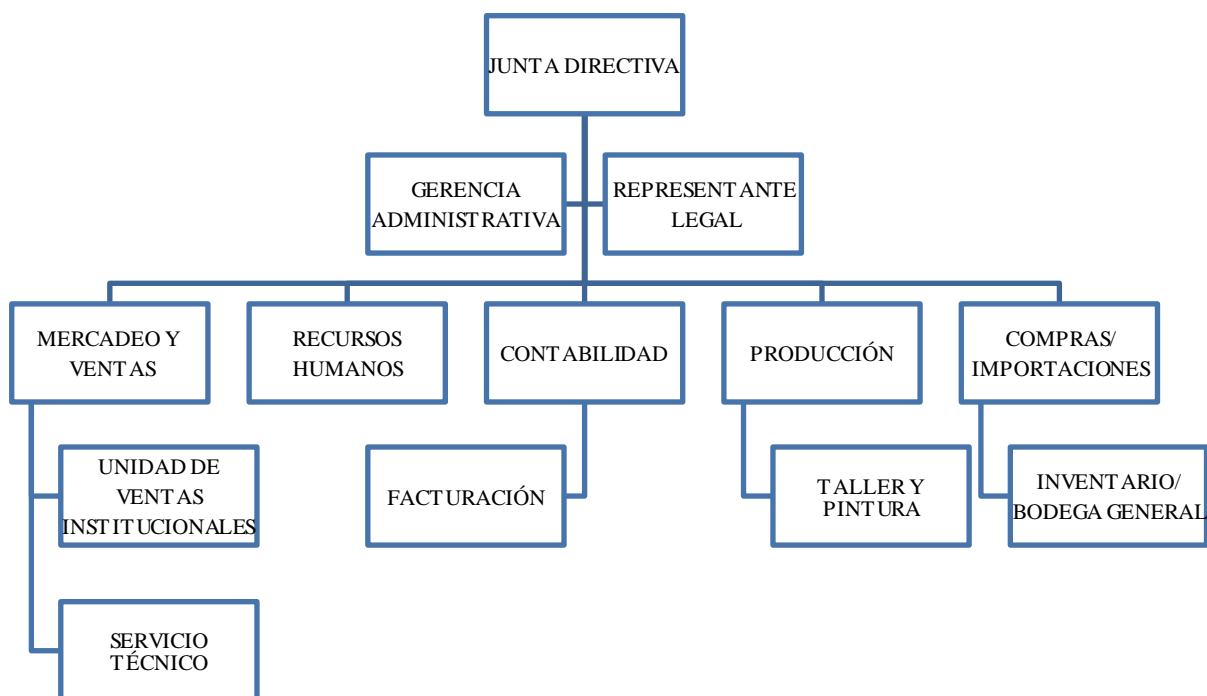 JUNTA DIRECTIVA
GERENCIA
ADMINISTRATIVA
REPRESENTANTE
LEGAL
MERCADEO Y
VENTAS
RECURSOS
HUMANOS
CONTABILIDAD
PRODUCCIÓN
COMPRAS/
IMPORTACIONES
UNIDAD DE
VENTAS
INSTITUCIONALES
FACTURACIÓN
TALLER Y
PINTURA
INVENTARIO/
BODEGA GENERAL
SERVICIO
TÉCNICO